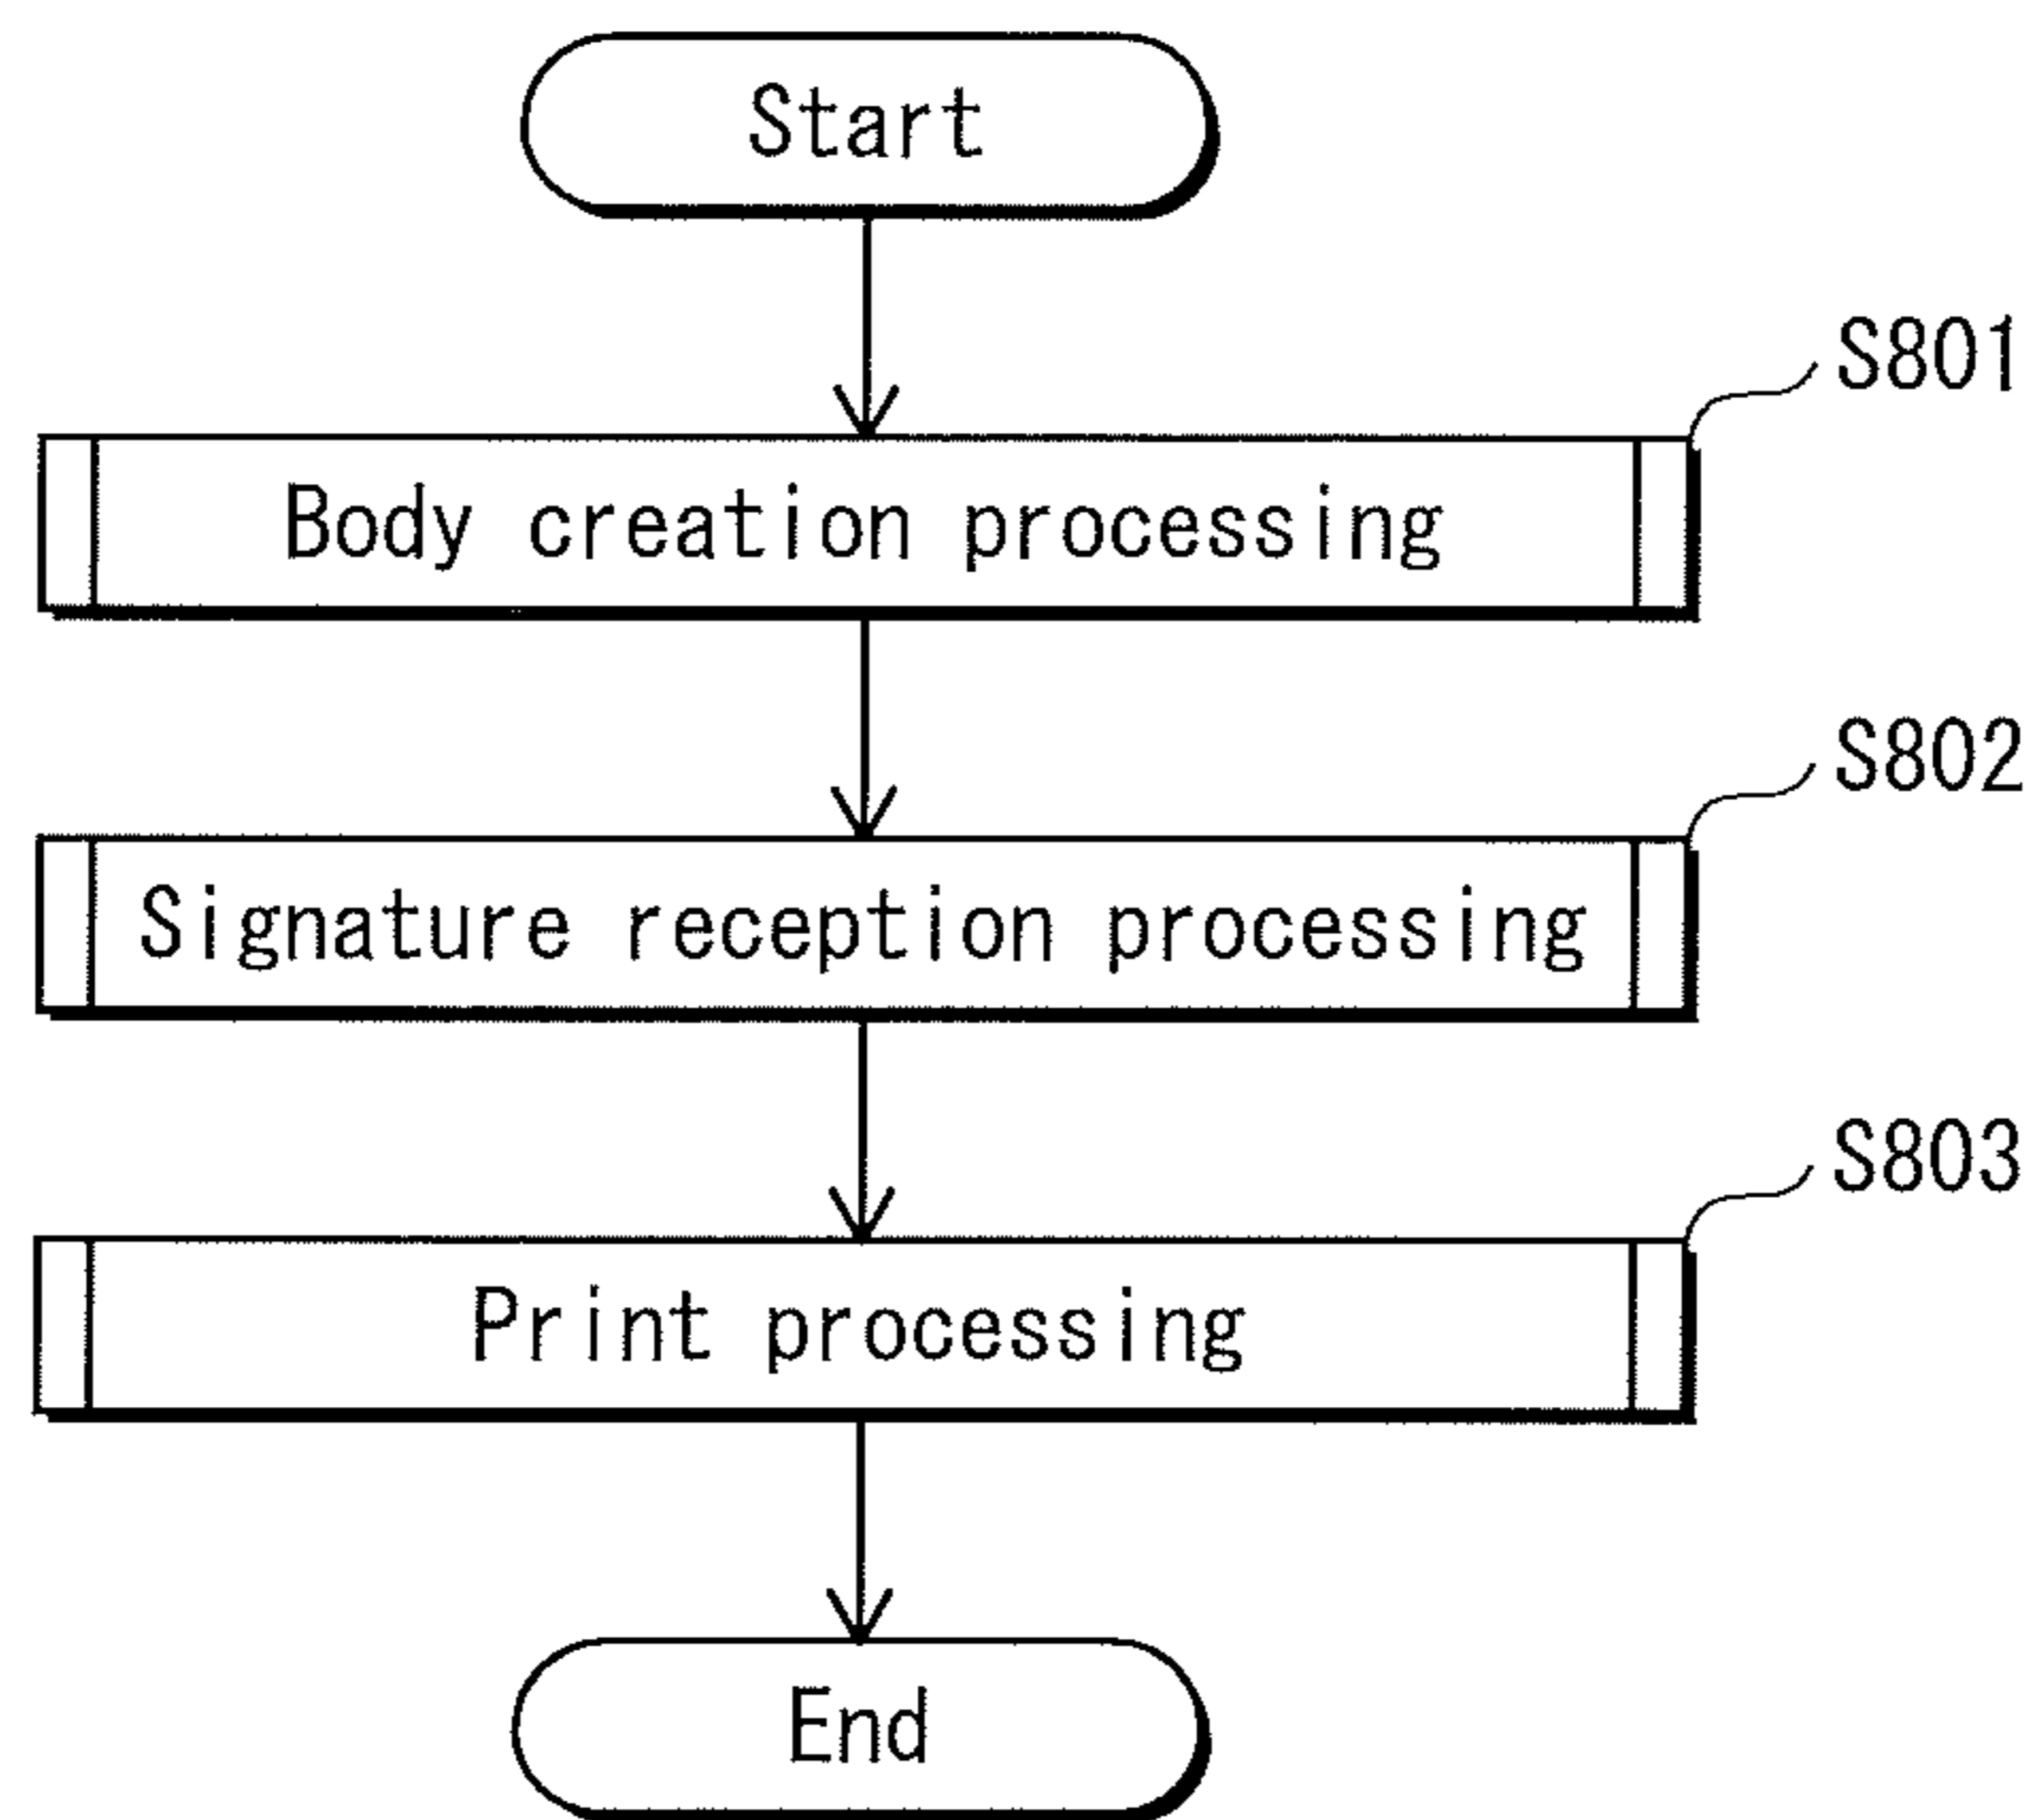 Start
S801
Body creation processing
S802
Signature reception processing
S803
Print processing
End